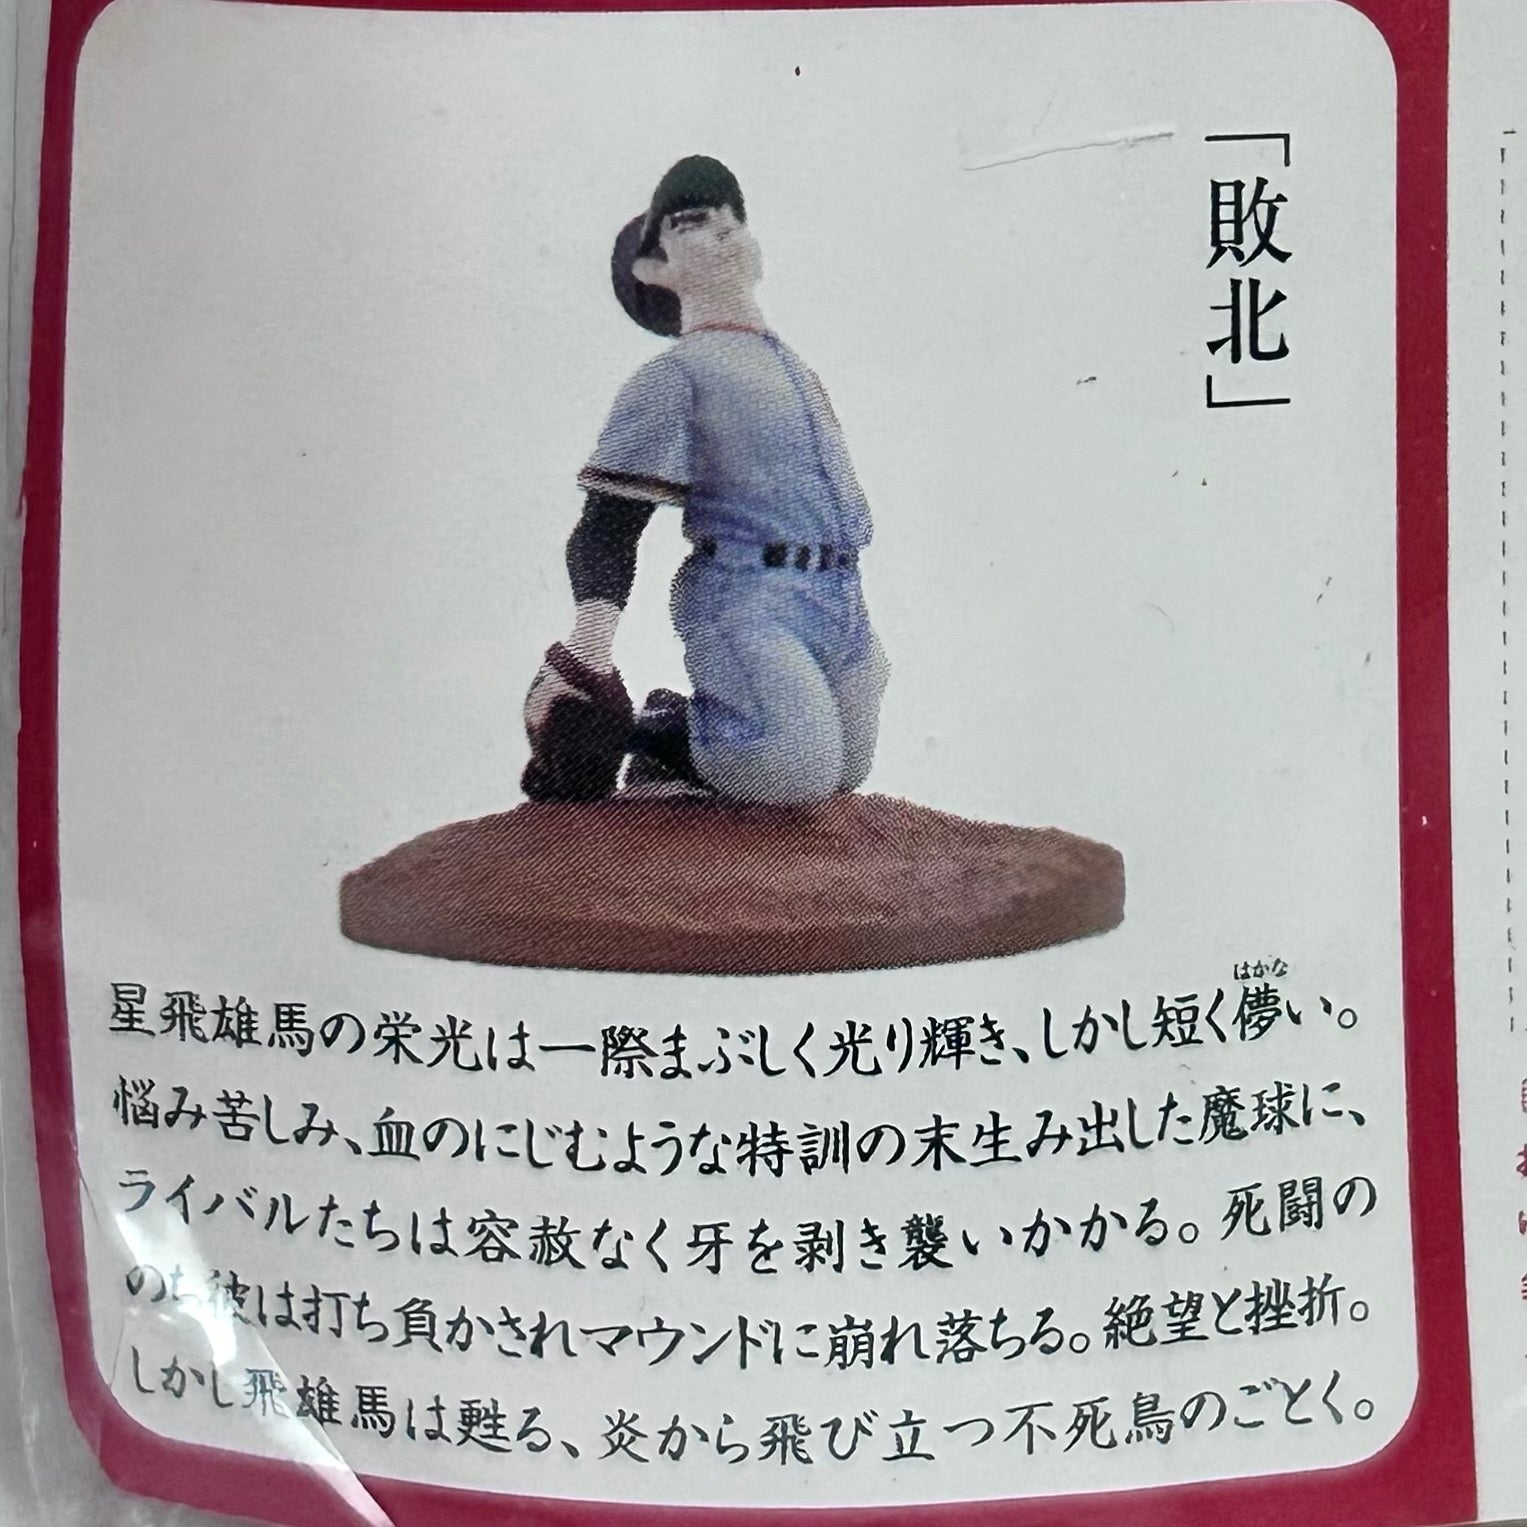 「敗北」
はかな
星飛雄馬の栄光は一際まぶしく光り輝き、しかし短く儚い。
悩み苦しみ、血のにじむような特訓の末生み出した魔球に、
ライバルたちは容赦なく牙を剥き襲いかかる。死闘の
のち彼は打ち負かされマウンドに崩れ落ちる。絶望と挫折。
しかし飛雄馬は甦る、炎から飛び立つ不死鳥のごとく。